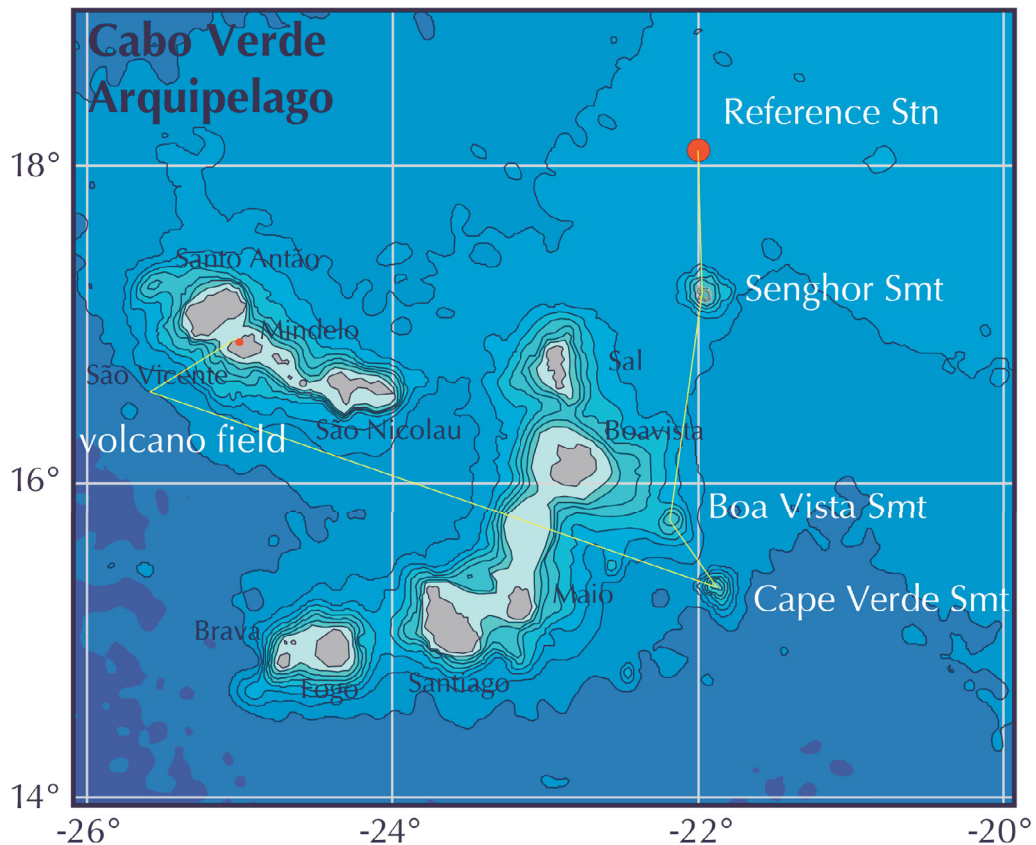 Cabo Verde
Arquipelago
Reference Stn
18°
Santo Antão
Senghor Smt
Mindelo
Sal
São Vicente
São Nicolau
Boavista
volcano field
16°
Boa Vista Smt
Maio
Cape Verde Smt
Brava
Santiago
Fogo
14°
-26°
-24°
-22°
-20°